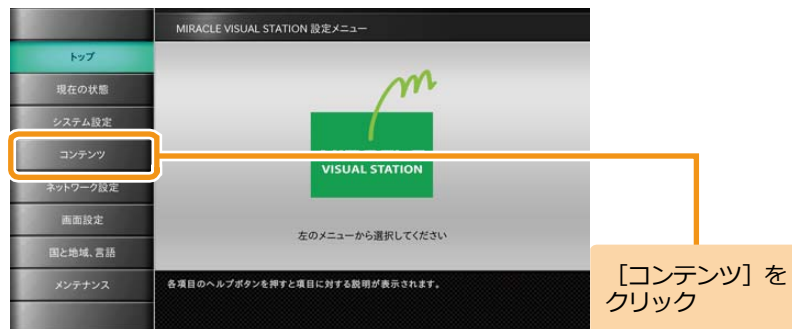 MIRACLE VISUAL STATION 設定メニュー
トップ
現在の状態
システム設定
コンテンツ
ネットワーク設定
画面設定
国と地域、言語
メンテナンス
m
VISUAL STATION
左のメニューから選択してください
各項目のヘルプボタンを押すと項目に対する説明が表示されます。
［コンテンツ］を
クリック